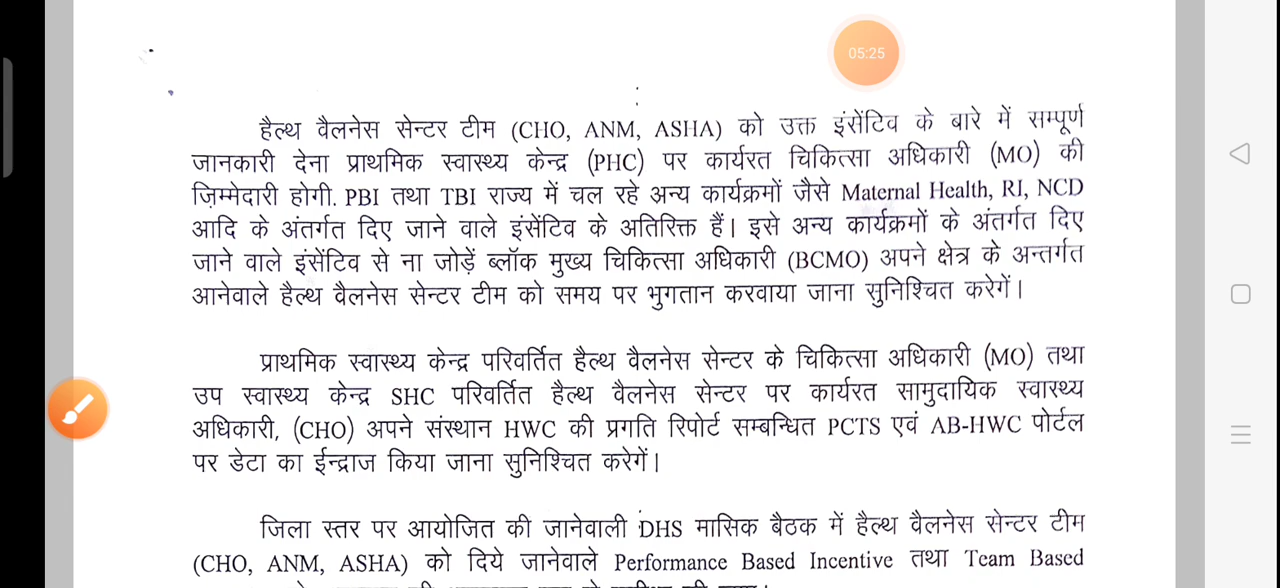 05:25
हैल्थ वैलनेस सेन्टर टीम (CHO, ANM, ASHA) को उक्त इंसेंटिव के बारे में सम्पूर्ण
जानकारी देना प्राथमिक स्वास्थ्य केन्द्र (PHC) पर कार्यरत चिकित्सा अधिकारी (MO) की
ज़िम्मेदारी होगी. PBI तथा TBI राज्य में चल रहे अन्य कार्यक्रमों जैसे Maternal Health, RI, NCD
आदि के अंतर्गत दिए जाने वाले इंसेंटिव के अतिरिक्त हैं। इसे अन्य कार्यक्रमों के अंतर्गत दिए
जाने वाले इंसेंटिव से ना जोड़ें ब्लॉक मुख्य चिकित्सा अधिकारी (BCMO) अपने क्षेत्र के अन्तर्गत
आनेवाले हैल्थ वैलनेस सेन्टर टीम को समय पर भुगतान करवाया जाना सुनिश्चित करेगें।
प्राथमिक स्वास्थ्य केन्द्र परिवर्तित हैल्थ वैलनेस सेन्टर के चिकित्सा अधिकारी (MO) तथा
उप स्वास्थ्य केन्द्र SHC परिवर्तित हैल्थ वैलनेस सेन्टर पर कार्यरत सामुदायिक स्वास्थ्य
अधिकारी, (CHO) अपने संस्थान HWC की प्रगति रिपोर्ट सम्बन्धित PCTS एवं AB-HWC पोर्टल
पर डेटा का ईन्द्राज किया जाना सुनिश्चित करेगें।
जिला स्तर पर आयोजित की जानेवाली DHS मासिक बैठक में हैल्थ वैलनेस सेन्टर टीम
(CHO, ANM, ASHA) को दिये जानेवाले Performance Based Incentive तथा Team Based